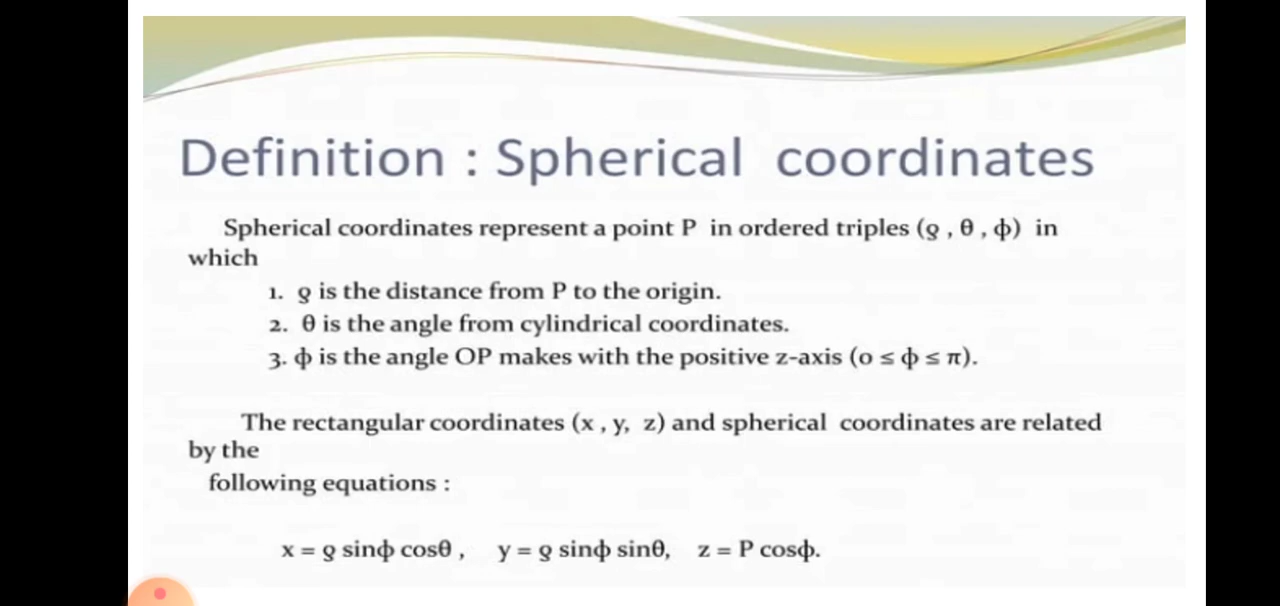 Definition : Spherical coordinates
Spherical coordinates represent a point P in ordered triples (ƍ , θ , ϕ) in
which
1. ƍ is the distance from P to the origin.
2. θ is the angle from cylindrical coordinates.
3. ϕ is the angle OP makes with the positive z-axis (0 ≤ ϕ ≤ π).
The rectangular coordinates (x , y, z) and spherical coordinates are related
by the
following equations :
x = ƍ sinϕ cosθ , y = ƍ sinϕ sinθ, z = P cosϕ.